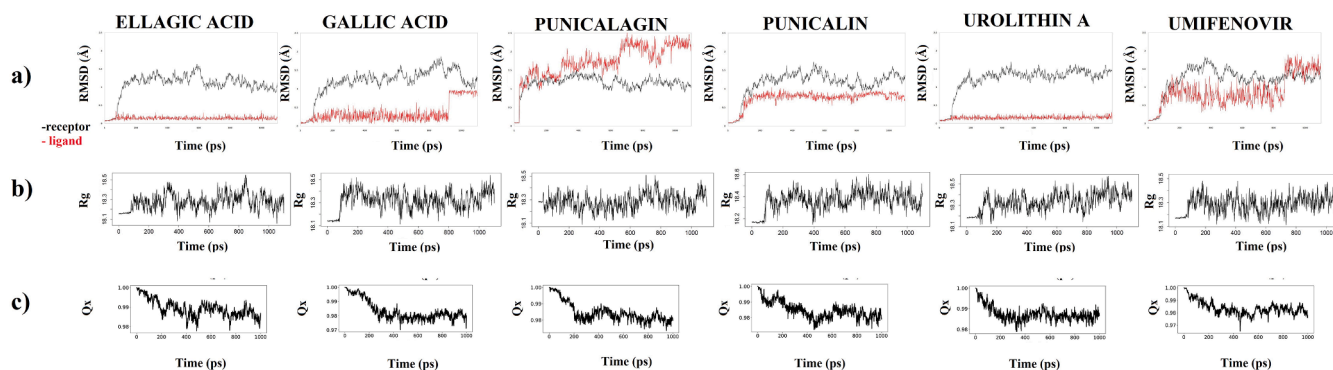 ELLAGIC ACID GALLIC ACID PUNICALAGIN PUNICALIN UROLITHIN A UMIFENOVIR
a) RMSD (Å) RMSD (Å) RMSD (Å) RMSD (Å) RMSD (Å) RMSD (Å)
-receptor
- ligand
Time (ps) Time (ps) Time (ps) Time (ps) Time (ps) Time (ps)
b) Rg Rg Rg Rg Rg Rg
18.5 18.5 18.5 18.6 18.5 18.5
18.3 18.3 18.3 18.4 18.3 18.3
18.1 18.1 18.1 18.2 18.1 18.1
0 200 400 600 800 1000 0 200 400 600 800 1000 0 200 400 600 800 1000 0 200 400 600 800 1000 0 200 400 600 800 1000 0 200 400 600 800 1000
Time (ps) Time (ps) Time (ps) Time (ps) Time (ps) Time (ps)
c) Qx Qx Qx Qx Qx Qx
1.00 1.00 1.00 1.00 1.00 1.00
0.99 0.99 0.99 0.99 0.99
0.98 0.98 0.98 0.98 0.98 0.98
0.97 0.97
0 200 400 600 800 1000 0 200 400 600 800 1000 0 200 400 600 800 1000 0 200 400 600 800 1000 0 200 400 600 800 1000 0 200 400 600 800 1000
Time (ps) Time (ps) Time (ps) Time (ps) Time (ps) Time (ps)